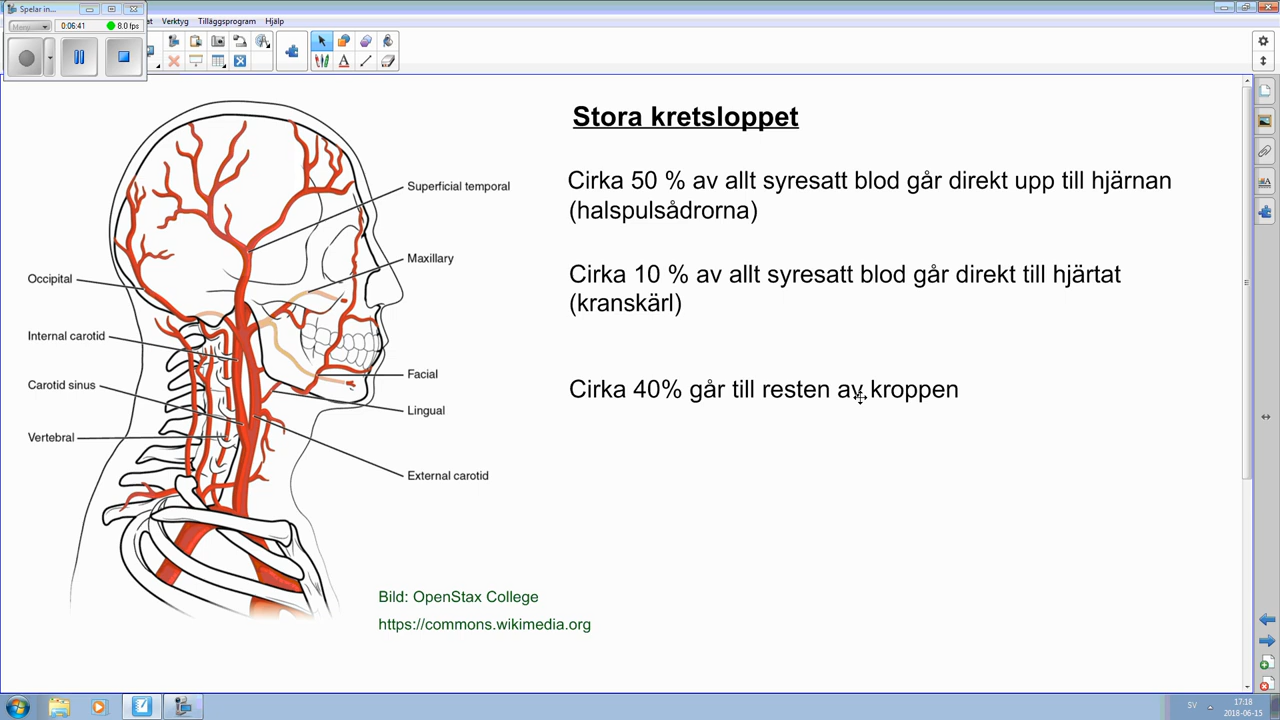 Spelar in...
Meny
0:06:41
8.0 fps
Verktyg
Tilläggsprogram
Hjälp
Stora kretsloppet
Cirka 50 % av allt syresatt blod går direkt upp till hjärnan
(halspulsådrorna)
Cirka 10 % av allt syresatt blod går direkt till hjärtat
(kranskärl)
Cirka 40% går till resten av kroppen
Superficial temporal
Maxillary
Occipital
Internal carotid
Carotid sinus
Facial
Lingual
Vertebral
External carotid
Bild: OpenStax College
https://commons.wikimedia.org
SV
17:18
2018-06-15